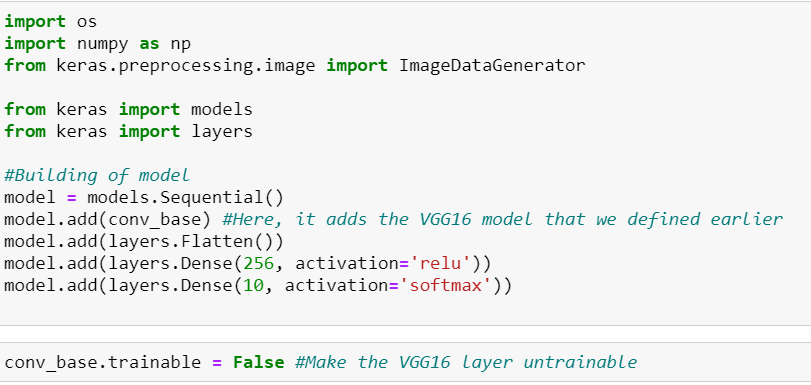 import os
import numpy as np
from keras.preprocessing.image import ImageDataGenerator
from keras import models
from keras import layers
#Building of model
model = models.Sequential()
model.add(conv_base) #Here, it adds the VGG16 model that we defined earlier
model.add(layers.Flatten())
model.add(layers.Dense(256, activation='relu'))
model.add(layers.Dense(10, activation='softmax'))
conv_base.trainable = False #Make the VGG16 layer untrainable